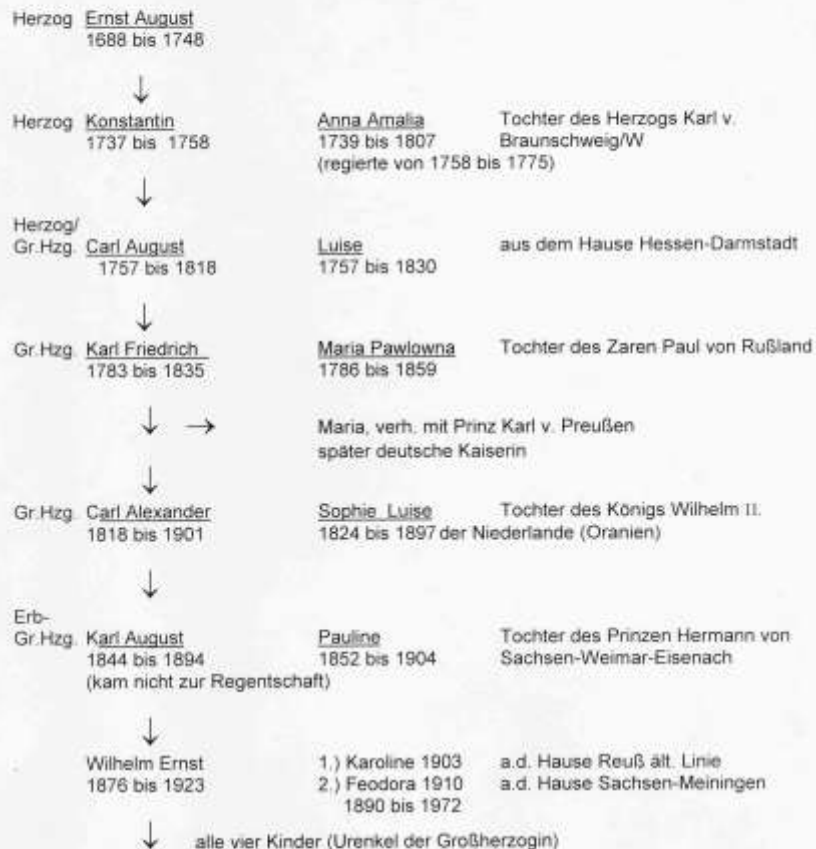 Herzog Ernst August
1688 bis 1748
↓
Herzog Konstantin Anna Amalia Tochter des Herzogs Karl v.
1737 bis 1758 1739 bis 1807 Braunschweig/W
(regierte von 1758 bis 1775)
↓
Herzog/
Gr.Hzg. Carl August Luise aus dem Hause Hessen-Darmstadt
1757 bis 1818 1757 bis 1830
↓
Gr.Hzg. Karl Friedrich Maria Pawlowna Tochter des Zaren Paul von Rußland
1783 bis 1835 1786 bis 1859
↓ → Maria, verh. mit Prinz Karl v. Preußen
später deutsche Kaiserin
↓
Gr.Hzg. Carl Alexander Sophie Luise Tochter des Königs Wilhelm II.
1818 bis 1901 1824 bis 1897 der Niederlande (Oranien)
↓
Erb-
Gr.Hzg. Karl August Pauline Tochter des Prinzen Hermann von
1844 bis 1894 1852 bis 1904 Sachsen-Weimar-Eisenach
(kam nicht zur Regentschaft)
↓
Wilhelm Ernst 1.) Karoline 1903 a.d. Hause Reuß ält. Linie
1876 bis 1923 2.) Feodora 1910 a.d. Hause Sachsen-Meiningen
1890 bis 1972
↓ alle vier Kinder (Urenkel der Großherzogin)